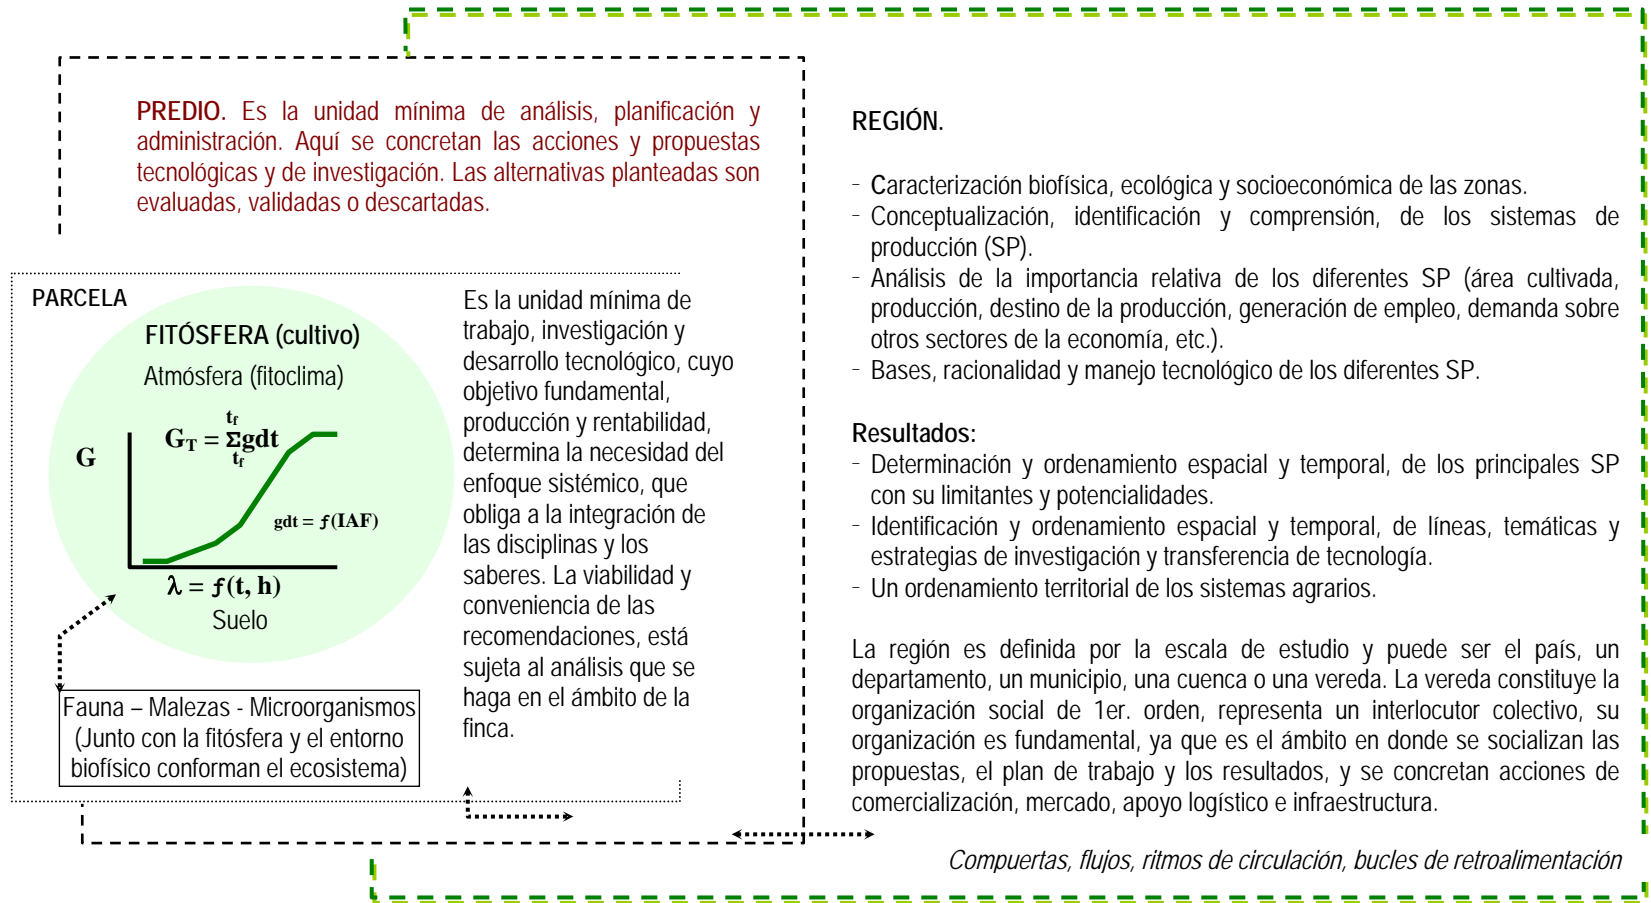 PREDIO. Es la unidad mínima de análisis, planificación y
administración. Aquí se concretan las acciones y propuestas
tecnológicas y de investigación. Las alternativas planteadas son
evaluadas, validadas o descartadas.
PARCELA
FITÓSFERA (cultivo)
Atmósfera (fitoclima)
tf
GT = Σgdt
tf
G
gdt = f(IAF)
λ = f(t, h)
Suelo
Fauna – Malezas - Microorganismos
(Junto con la fitósfera y el entorno
biofísico conforman el ecosistema)
Es la unidad mínima de
trabajo, investigación y
desarrollo tecnológico, cuyo
objetivo fundamental,
producción y rentabilidad,
determina la necesidad del
enfoque sistémico, que
obliga a la integración de
las disciplinas y los
saberes. La viabilidad y
conveniencia de las
recomendaciones, está
sujeta al análisis que se
haga en el ámbito de la
finca.
REGIÓN.
- Caracterización biofísica, ecológica y socioeconómica de las zonas.
- Conceptualización, identificación y comprensión, de los sistemas de
producción (SP).
- Análisis de la importancia relativa de los diferentes SP (área cultivada,
producción, destino de la producción, generación de empleo, demanda sobre
otros sectores de la economía, etc.).
- Bases, racionalidad y manejo tecnológico de los diferentes SP.
Resultados:
- Determinación y ordenamiento espacial y temporal, de los principales SP
con su limitantes y potencialidades.
- Identificación y ordenamiento espacial y temporal, de líneas, temáticas y
estrategias de investigación y transferencia de tecnología.
- Un ordenamiento territorial de los sistemas agrarios.
La región es definida por la escala de estudio y puede ser el país, un
departamento, un municipio, una cuenca o una vereda. La vereda constituye la
organización social de 1er. orden, representa un interlocutor colectivo, su
organización es fundamental, ya que es el ámbito en donde se socializan las
propuestas, el plan de trabajo y los resultados, y se concretan acciones de
comercialización, mercado, apoyo logístico e infraestructura.
Compuertas, flujos, ritmos de circulación, bucles de retroalimentación